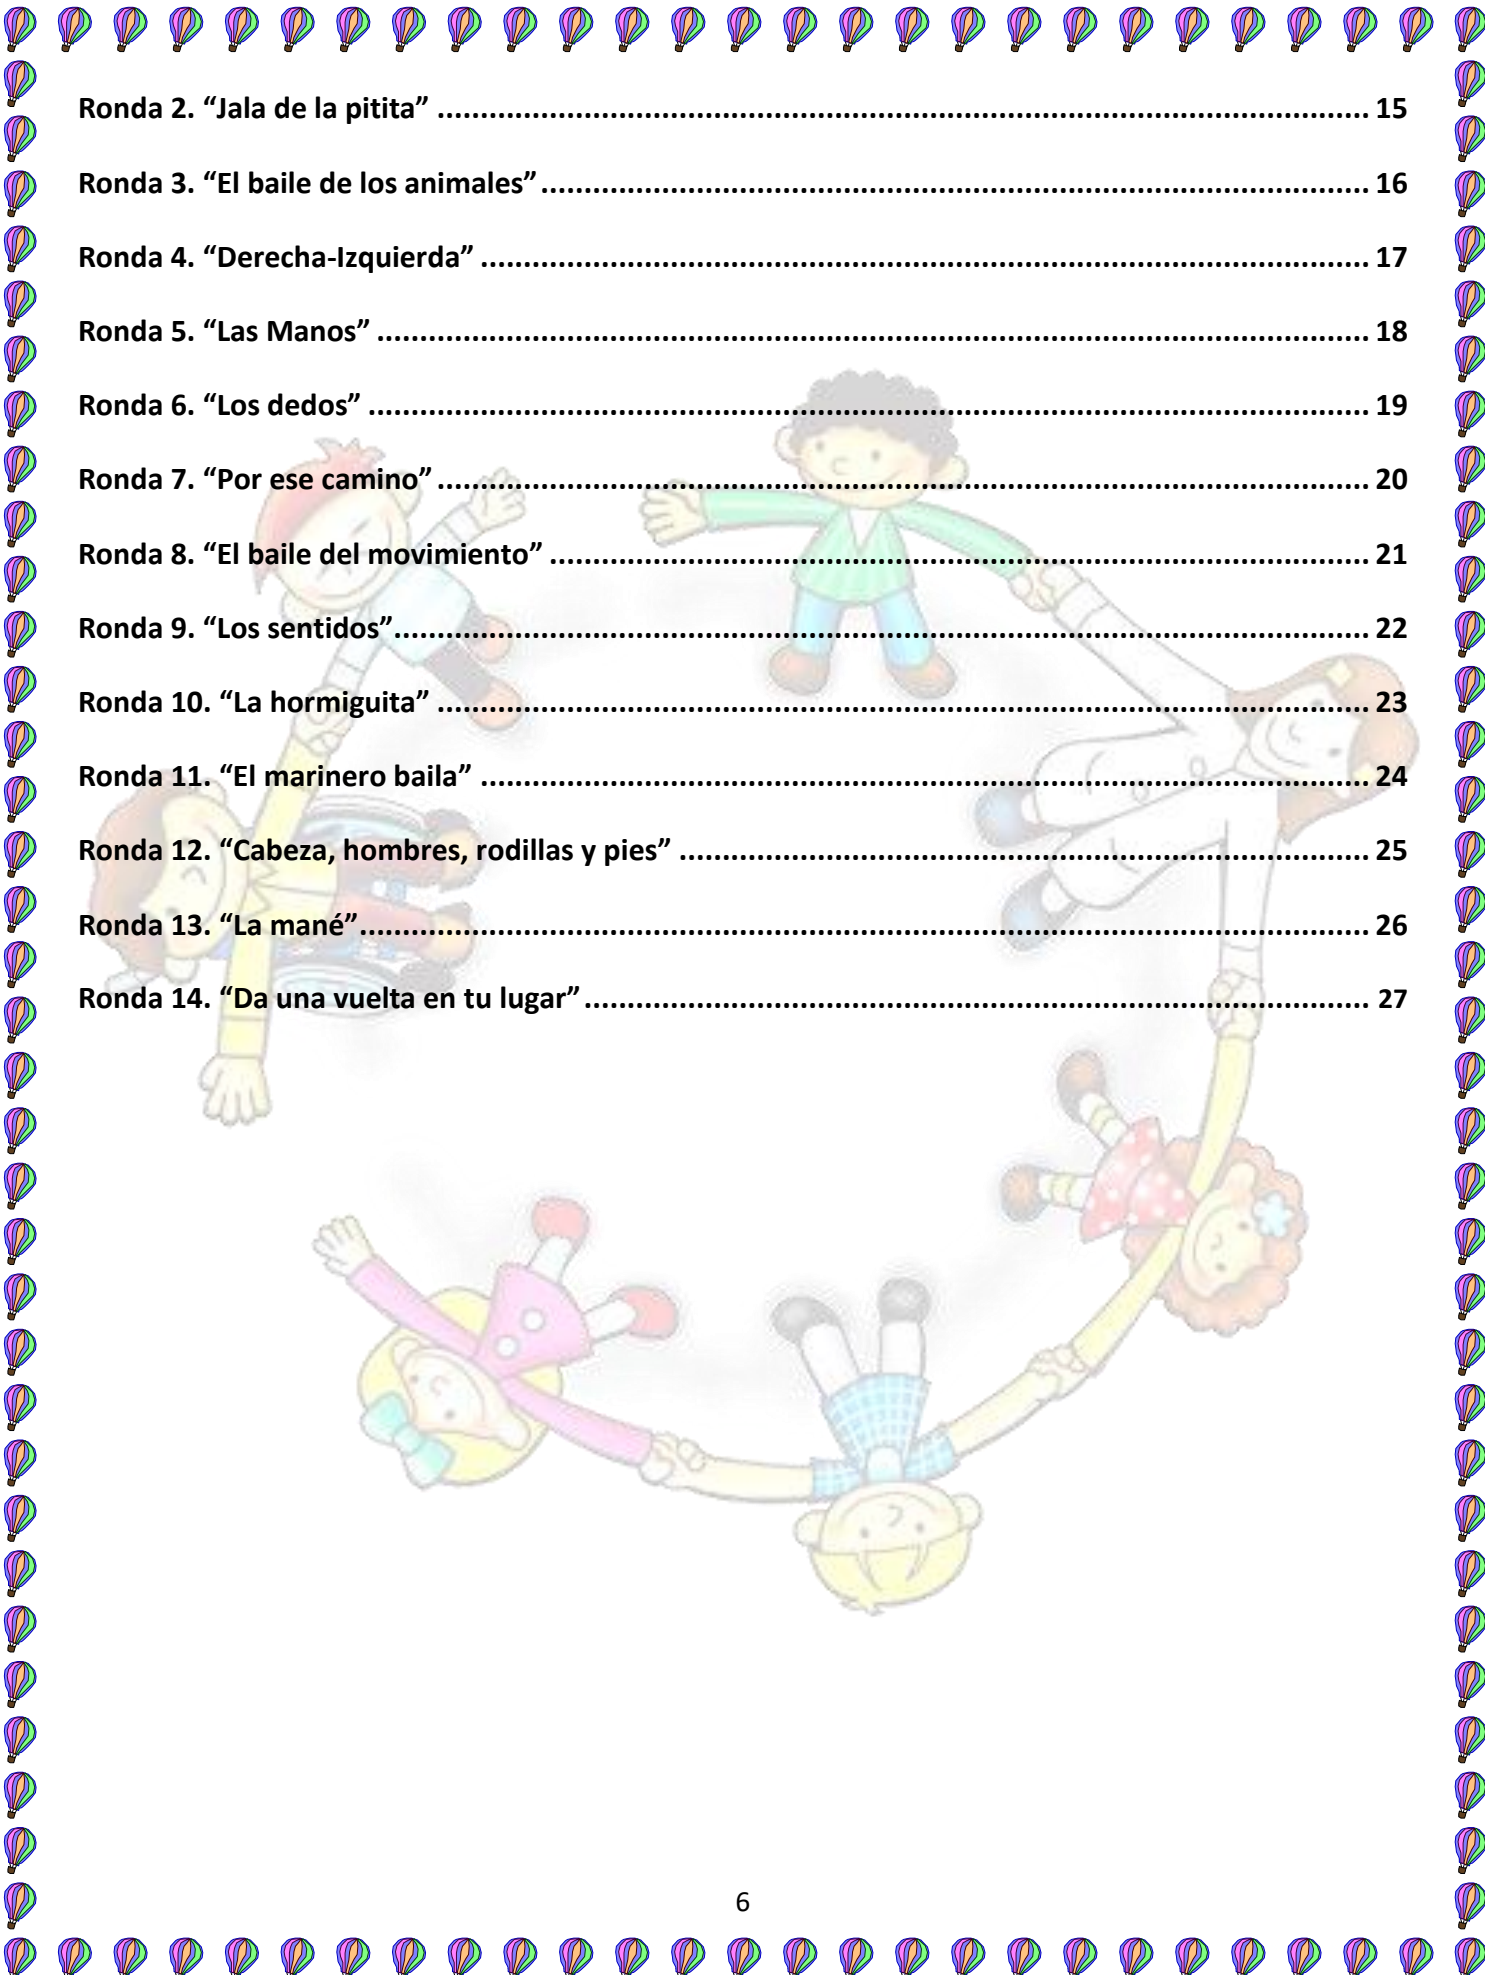 Ronda 2. “Jala de la pitita” ........................................ 15
Ronda 3. “El baile de los animales” ........................................ 16
Ronda 4. “Derecha-Izquierda” ........................................ 17
Ronda 5. “Las Manos” ........................................ 18
Ronda 6. “Los dedos” ........................................ 19
Ronda 7. “Por ese camino” ........................................ 20
Ronda 8. “El baile del movimiento” ........................................ 21
Ronda 9. “Los sentidos” ........................................ 22
Ronda 10. “La hormiguita” ........................................ 23
Ronda 11. “El marinero baila” ........................................ 24
Ronda 12. “Cabeza, hombres, rodillas y pies” ........................................ 25
Ronda 13. “La mané” ........................................ 26
Ronda 14. “Da una vuelta en tu lugar” ........................................ 27
6